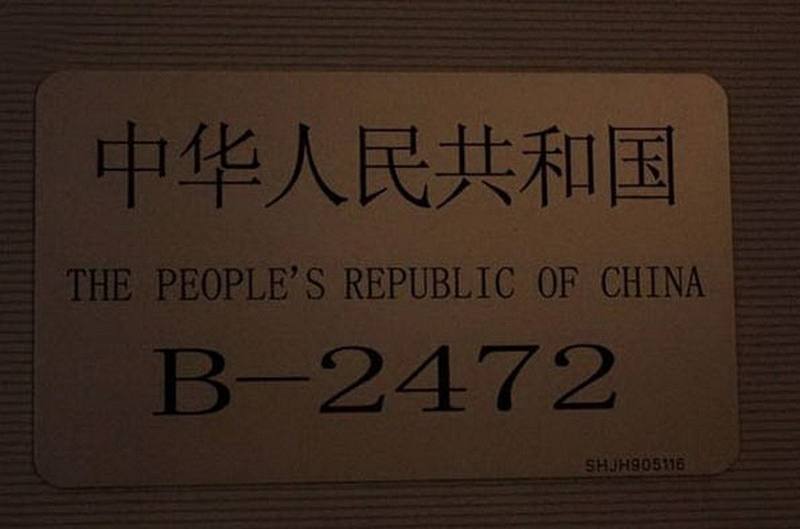 中华人民共和国
THE PEOPLE'S REPUBLIC OF CHINA
B-2472
SHJH905116